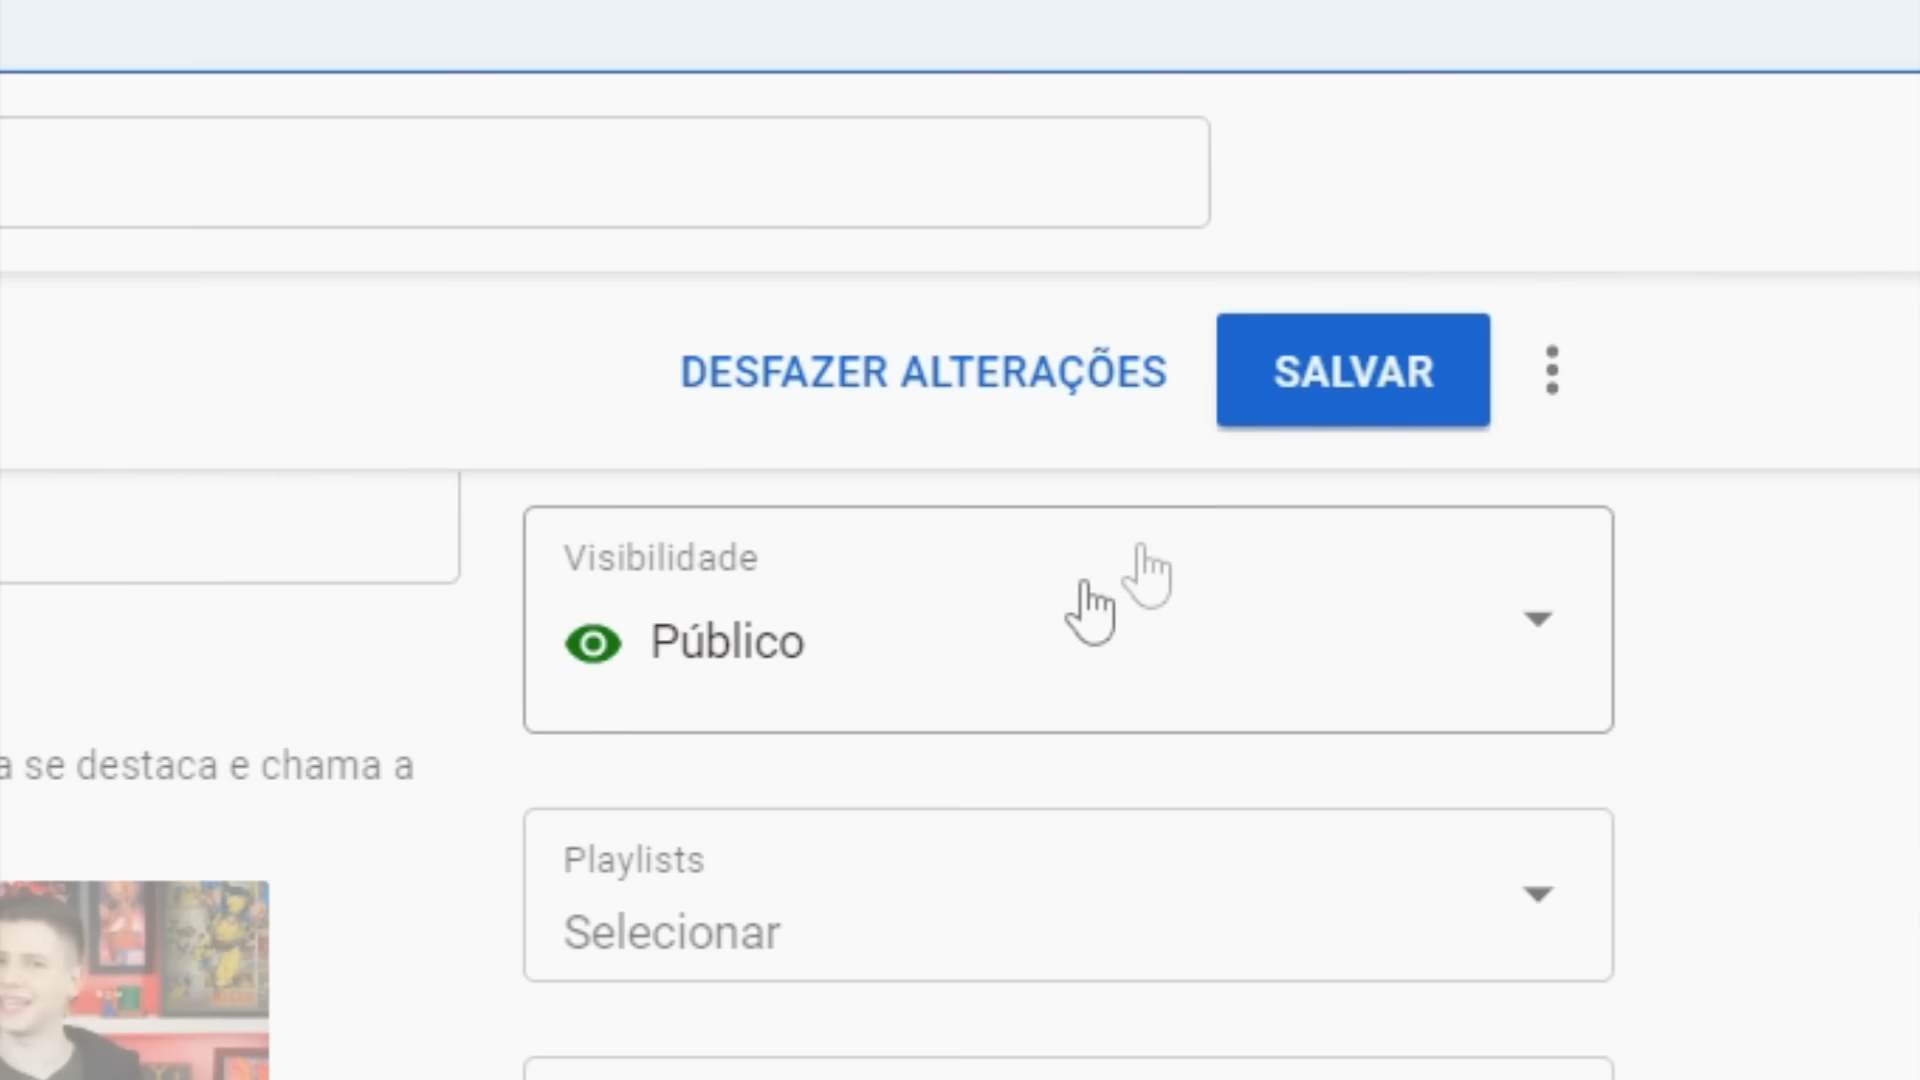 DESFAZER ALTERAÇÕES
SALVAR
Visibilidade
Público
a se destaca e chama a
Playlists
Selecionar